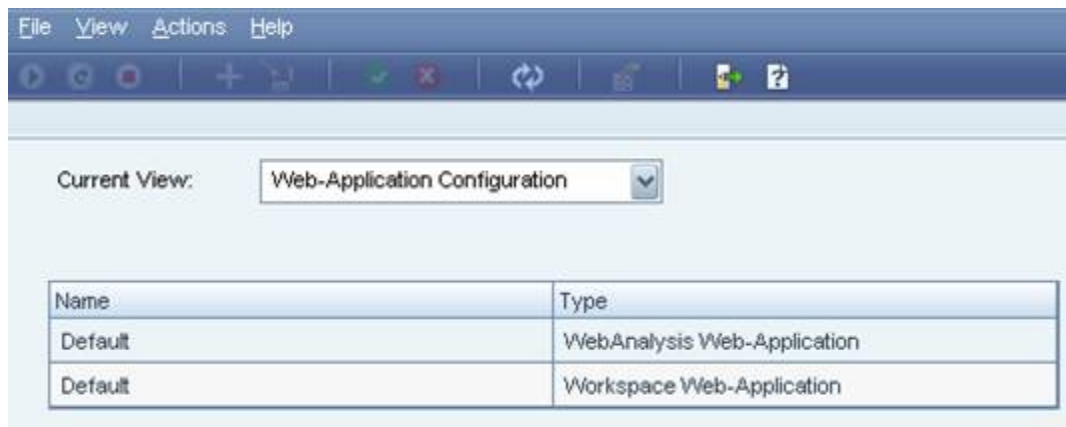 File View Actions Help
Current View: Web-Application Configuration
Name Type
Default WebAnalysis Web-Application
Default Workspace Web-Application